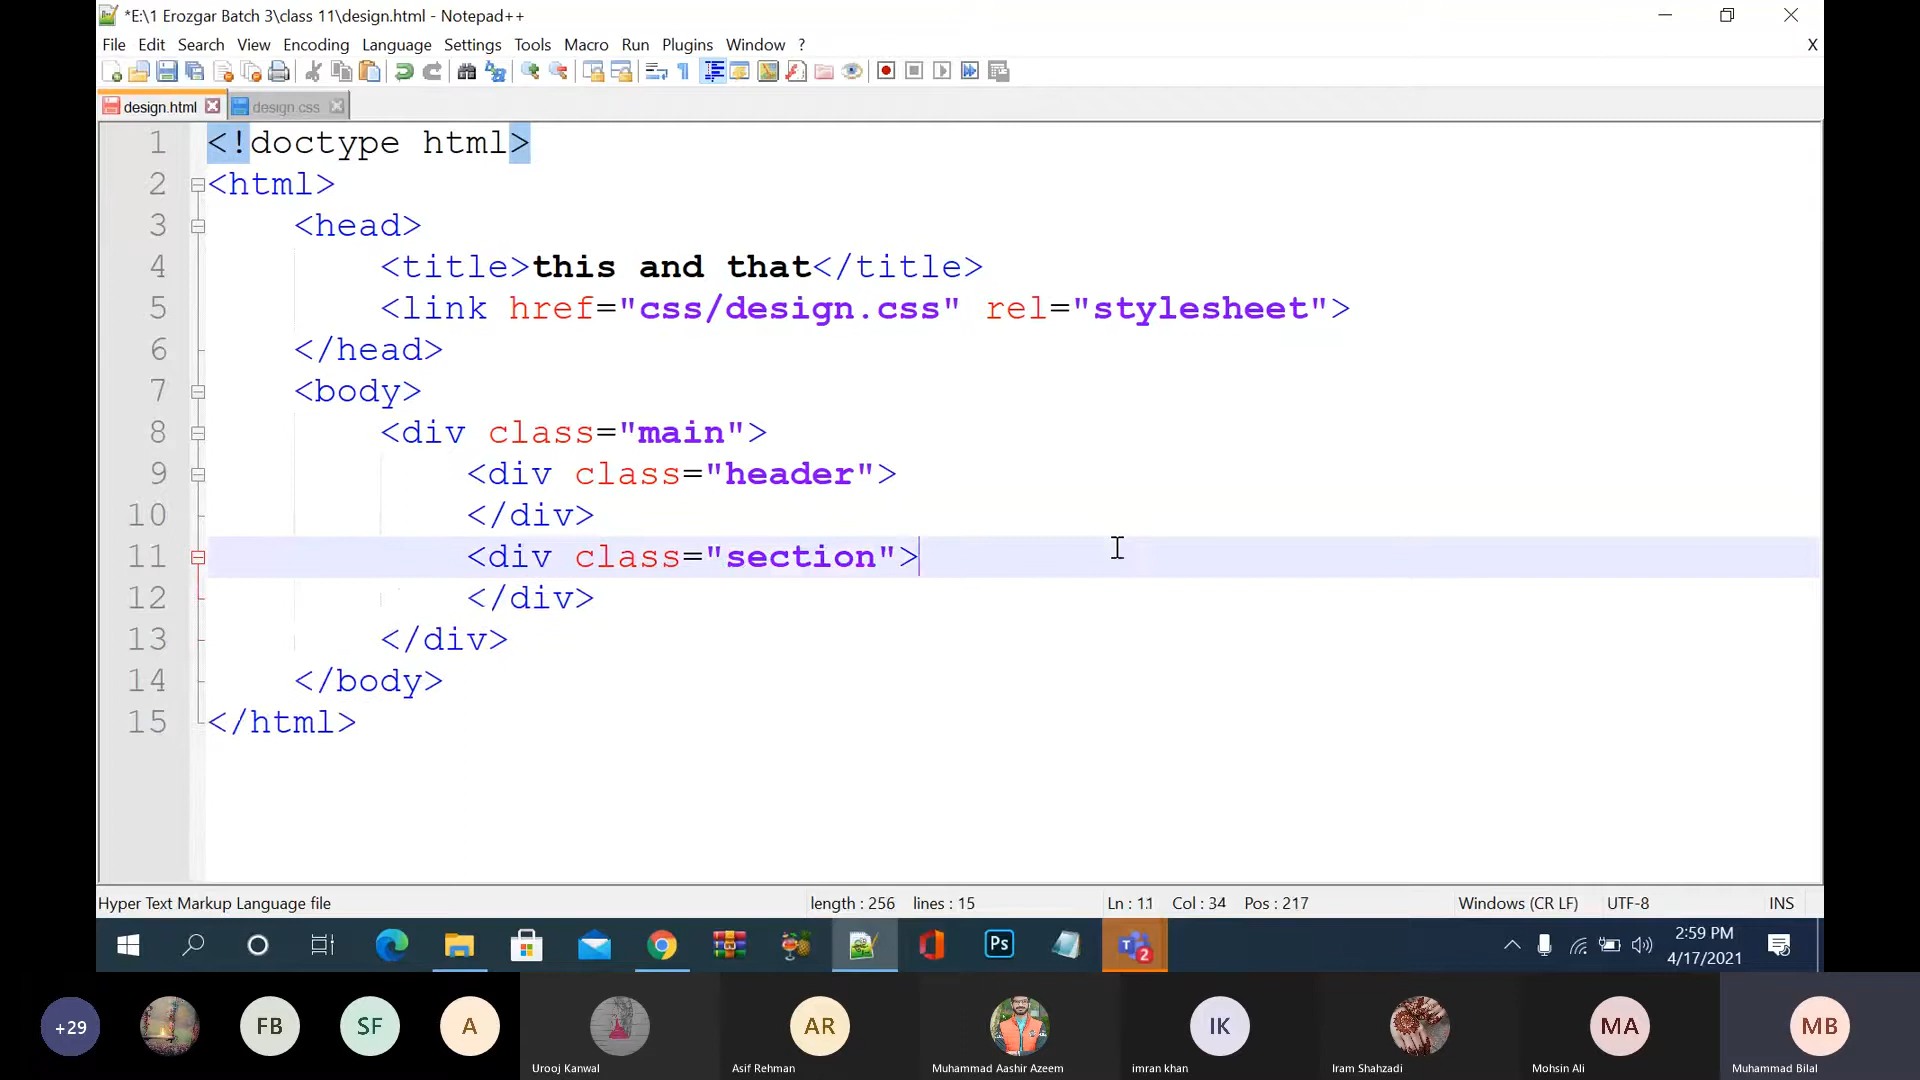 *E:\1 Erozgar Batch 3\class 11\design.html - Notepad++
File Edit Search View Encoding Language Settings Tools Macro Run Plugins Window ? X
design.html design.css
1 <!doctype html>
2 <html>
3 <head>
4 <title>this and that</title>
5 <link href="css/design.css" rel="stylesheet">
6 </head>
7 <body>
8 <div class="main">
9 <div class="header">
10 </div>
11 <div class="section">
12 </div>
13 </div>
14 </body>
15 </html>
Hyper Text Markup Language file length : 256 lines : 15 Ln : 11 Col : 34 Pos : 217 Windows (CR LF) UTF-8 INS
Ps 2 2:59 PM
4/17/2021
+29 FB SF A AR IK MA MB
Urooj Kanwal Asif Rehman Muhammad Aashir Azeem imran khan Iram Shahzadi Mohsin Ali Muhammad Bilal